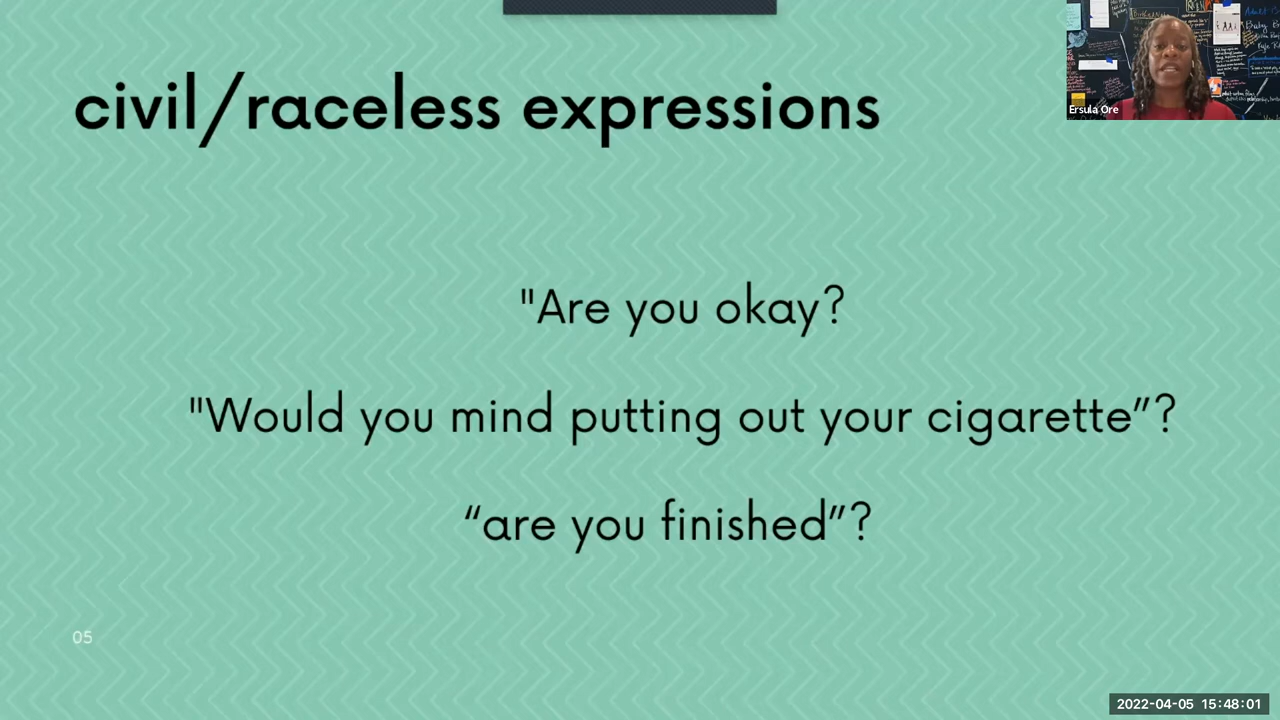 civil/raceless expressions
Ersula Ore
"Are you okay?
"Would you mind putting out your cigarette”?
“are you finished”?
05
2022-04-05 15:48:01